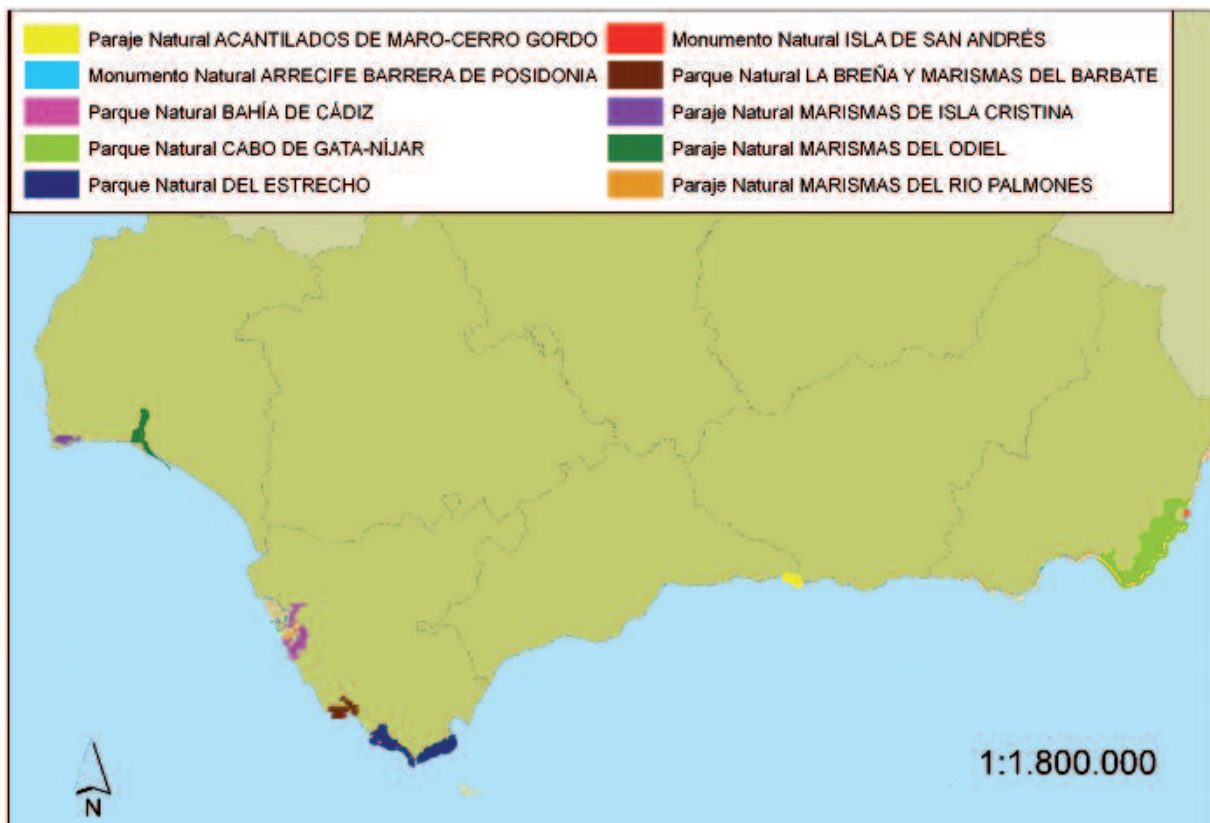 Paraje Natural ACANTILADOS DE MARO-CERRO GORDO
Monumento Natural ARRECIFE BARRERA DE POSIDONIA
Parque Natural BAHÍA DE CÁDIZ
Parque Natural CABO DE GATA-NÍJAR
Parque Natural DEL ESTRECHO
Monumento Natural ISLA DE SAN ANDRÉS
Parque Natural LA BREÑA Y MARISMAS DEL BARBATE
Paraje Natural MARISMAS DE ISLA CRISTINA
Paraje Natural MARISMAS DEL ODIEL
Paraje Natural MARISMAS DEL RIO PALMONES
N
1:1.800.000